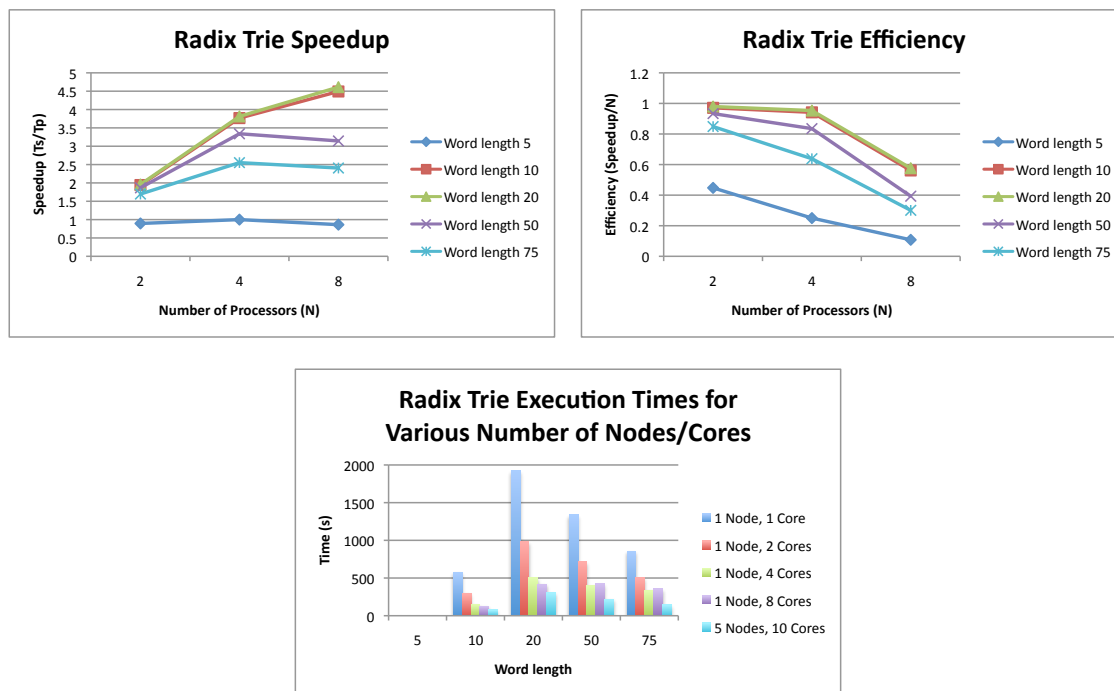 Radix Trie Speedup
5
4.5
4
3.5
3
2.5
2
1.5
1
0.5
0
Speedup (Ts/Tp)
2 4 8
Number of Processors (N)
Word length 5
Word length 10
Word length 20
Word length 50
Word length 75
Radix Trie Efficiency
1.2
1
0.8
0.6
0.4
0.2
0
Efficiency (Speedup/N)
2 4 8
Number of Processors (N)
Word length 5
Word length 10
Word length 20
Word length 50
Word length 75
Radix Trie Execution Times for
Various Number of Nodes/Cores
2000
1500
1000
500
0
Time (s)
5 10 20 50 75
Word length
1 Node, 1 Core
1 Node, 2 Cores
1 Node, 4 Cores
1 Node, 8 Cores
5 Nodes, 10 Cores